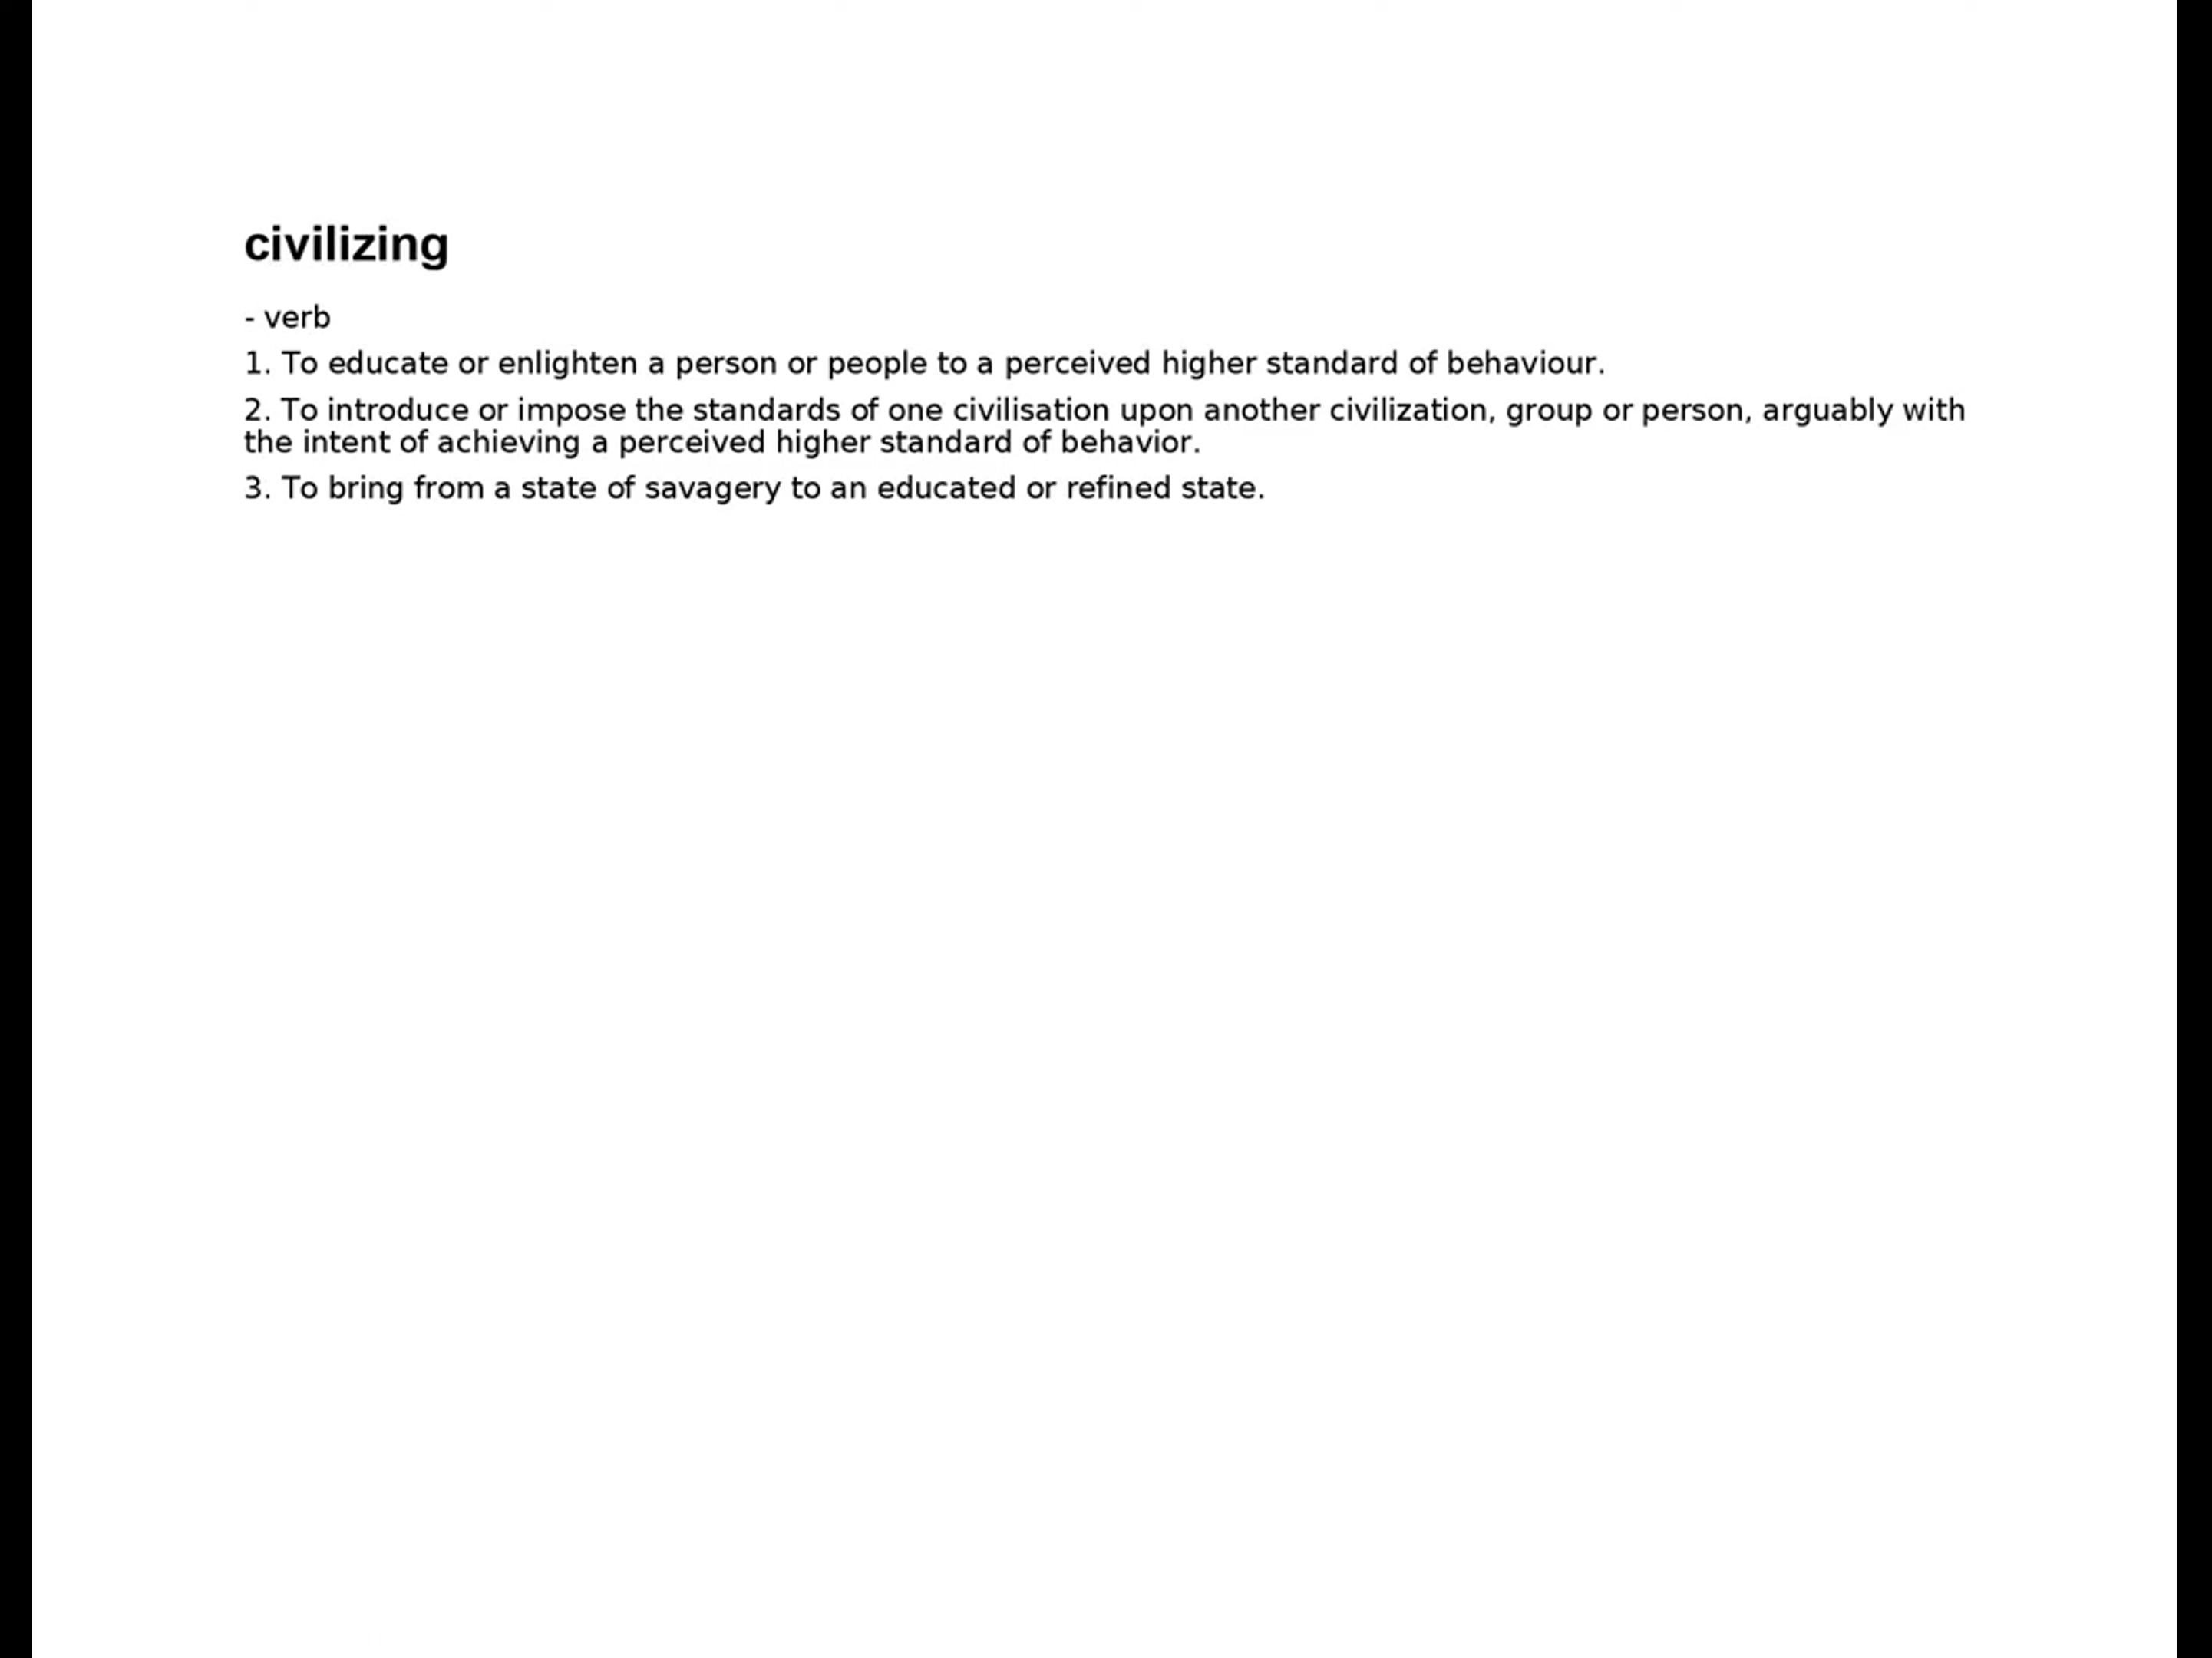 civilizing
- verb
1. To educate or enlighten a person or people to a perceived higher standard of behaviour.
2. To introduce or impose the standards of one civilisation upon another civilization, group or person, arguably with
the intent of achieving a perceived higher standard of behavior.
3. To bring from a state of savagery to an educated or refined state.